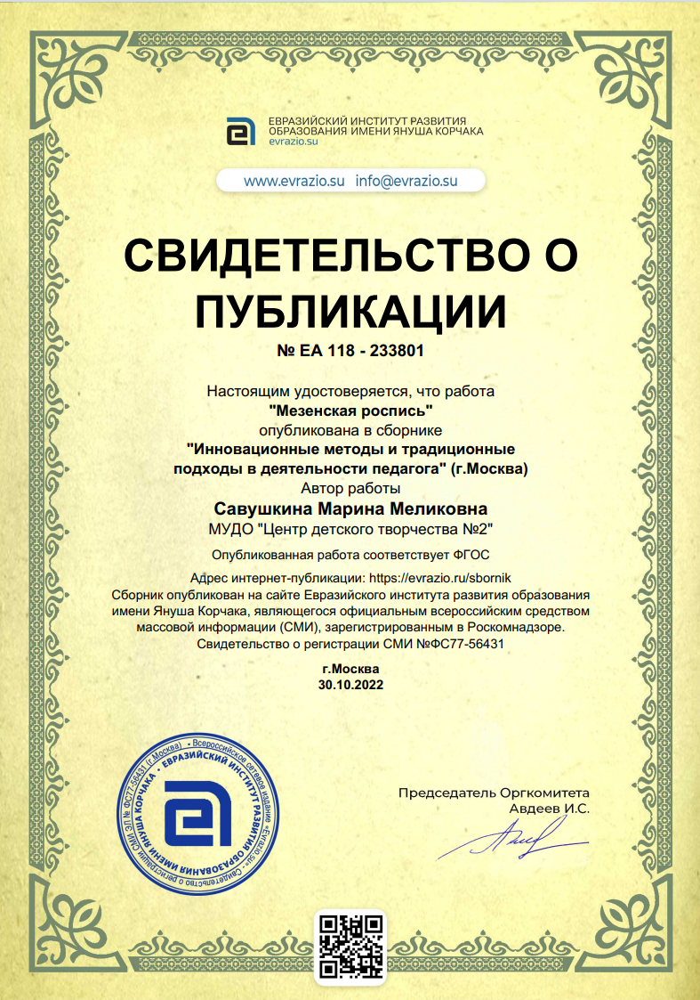 ЕВРАЗИЙСКИЙ ИНСТИТУТ РАЗВИТИЯ
ОБРАЗОВАНИЯ ИМЕНИ ЯНУША КОРЧАКА
evrazio.su
www.evrazio.su info@evrazio.su
СВИДЕТЕЛЬСТВО О
ПУБЛИКАЦИИ
№ EA 118 - 233801
Настоящим удостоверяется, что работа
"Мезенская роспись"
опубликована в сборнике
"Инновационные методы и традиционные
подходы в деятельности педагога" (г.Москва)
Автор работы
Савушкина Марина Меликовна
МУДО "Центр детского творчества №2"
Опубликованная работа соответствует ФГОС
Адрес интернет-публикации: https://evrazio.ru/sbornik
Сборник опубликован на сайте Евразийского института развития образования
имени Януша Корчака, являющегося официальным всероссийским средством
массовой информации (СМИ), зарегистрированным в Роскомнадзоре.
Свидетельство о регистрации СМИ №ФС77-56431
г.Москва
30.10.2022
• Всероссийское сетевое издание «Evrazio.su» - Свидетельство о регистрации СМИ ЭЛ № ФС77-56431 (г.Москва)
• ЕВРАЗИЙСКИЙ ИНСТИТУТ РАЗВИТИЯ ОБРАЗОВАНИЯ ИМЕНИ ЯНУША КОРЧАКА
Председатель Оргкомитета
Авдеев И.С.